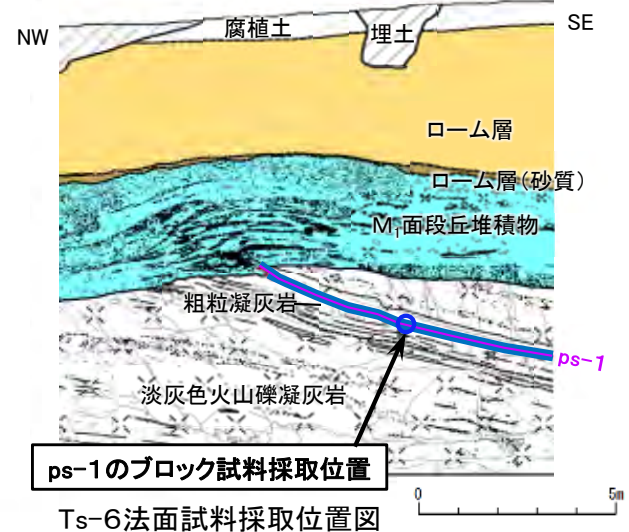 NW
腐植土
埋土
SE
ローム層
ローム層(砂質)
M₁面段丘堆積物
粗粒凝灰岩
ps-1
淡灰色火山礫凝灰岩
ps-1のブロック試料採取位置
Ts-6法面試料採取位置図
0
5m